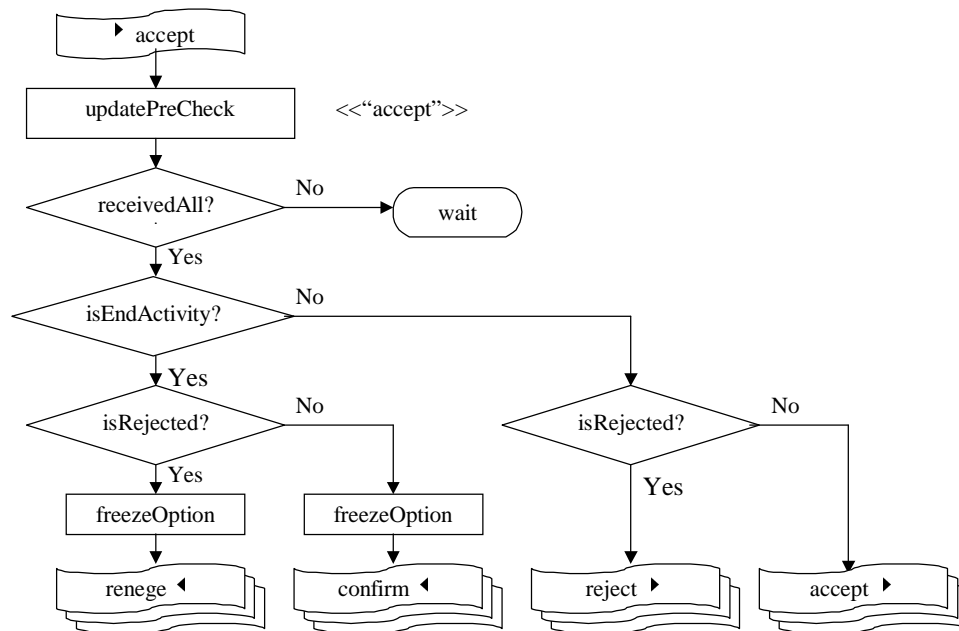 accept
updatePreCheck <<“accept”>>
receivedAll? No
wait
Yes
isEndActivity? No
Yes
isRejected? No
isRejected? No
Yes
Yes
freezeOption freezeOption
renege confirm reject accept